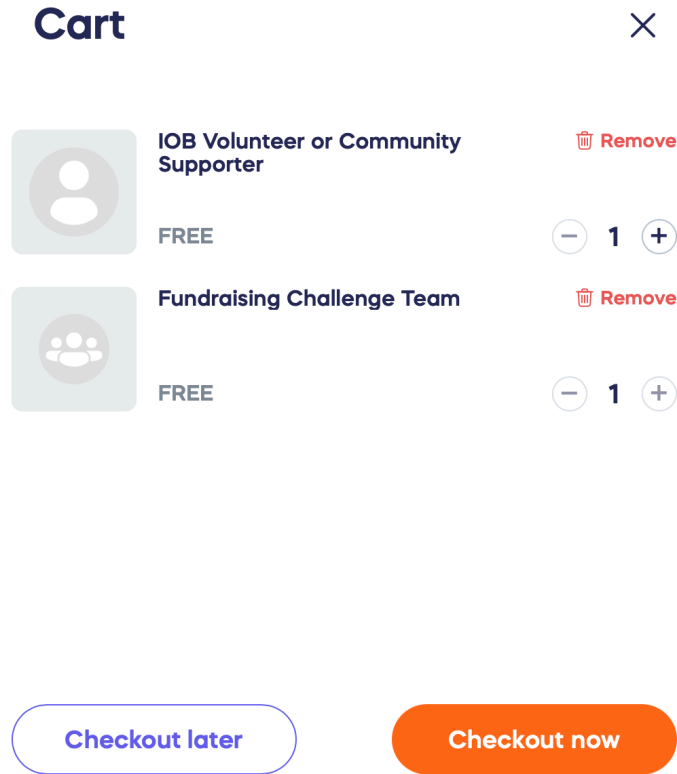 Cart
IOB Volunteer or Community
Supporter
Remove
FREE
1
Fundraising Challenge Team
Remove
FREE
1
Checkout later
Checkout now